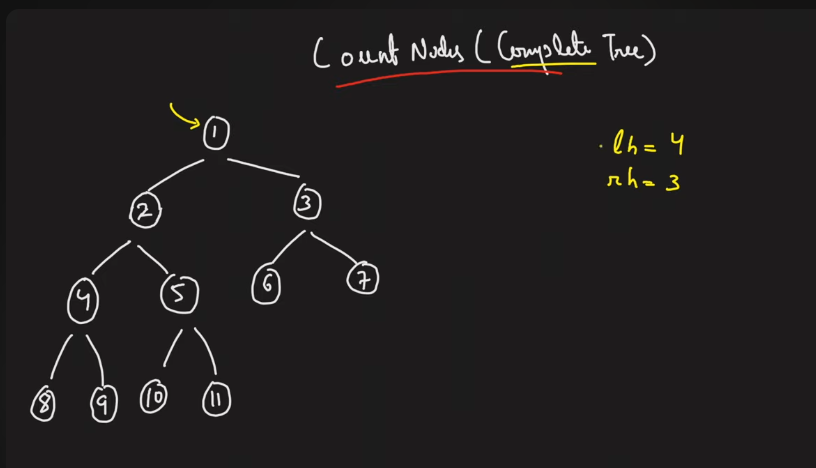 Count Nodes (Complete Tree)
1
lh = 4
rh = 3
2 3
4 5 6 7
8 9 10 11